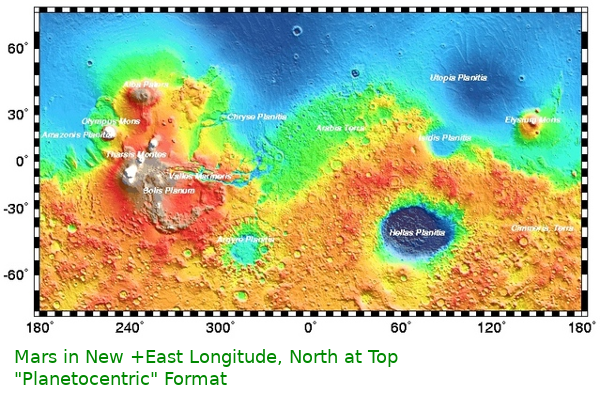 60°
30°
0°
-30°
-60°
Alba Patera
Utopia Planitia
Olympus Mons
Chryse Planitia
Elysium Mons
Amazonis Planitia
Arabia Terra
Isidis Planitia
Tharsis Montes
Valles Marineris
Solis Planum
Argyre Planitia
Hellas Planitia
Cimmeria Terra
180° 240° 300° 0° 60° 120° 180°
Mars in New +East Longitude, North at Top
"Planetocentric" Format